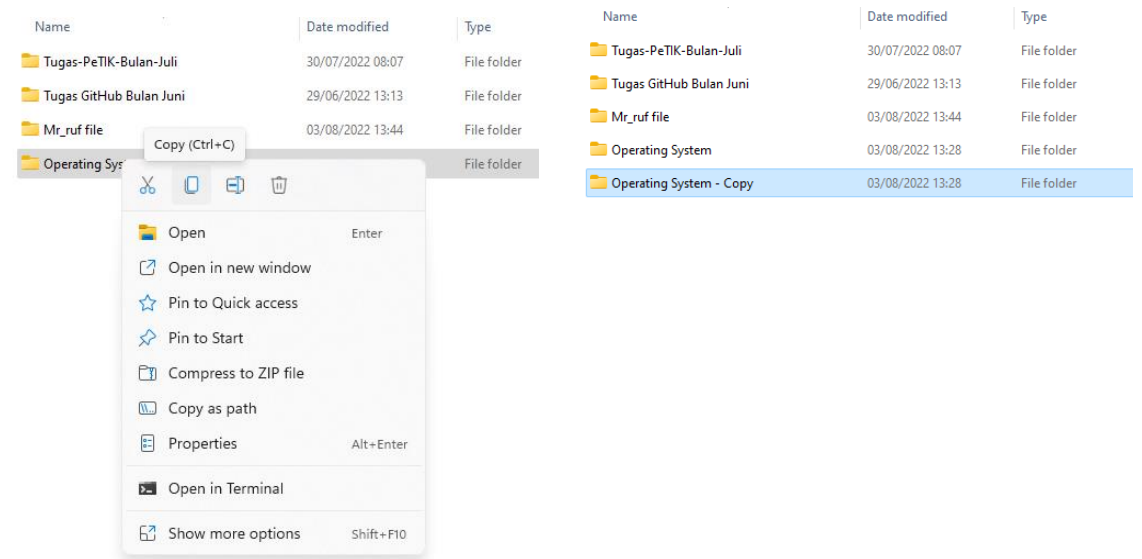 Name Date modified Type
Tugas-PeTIK-Bulan-Juli 30/07/2022 08:07 File folder
Tugas GitHub Bulan Juni 29/06/2022 13:13 File folder
Mr_ruf file 03/08/2022 13:44 File folder
Copy (Ctrl+C)
Operating Sys File folder
Open Enter
Open in new window
Pin to Quick access
Pin to Start
Compress to ZIP file
Copy as path
Properties Alt+Enter
Open in Terminal
Show more options Shift+F10
Name Date modified Type
Tugas-PeTIK-Bulan-Juli 30/07/2022 08:07 File folder
Tugas GitHub Bulan Juni 29/06/2022 13:13 File folder
Mr_ruf file 03/08/2022 13:44 File folder
Operating System 03/08/2022 13:28 File folder
Operating System - Copy 03/08/2022 13:28 File folder